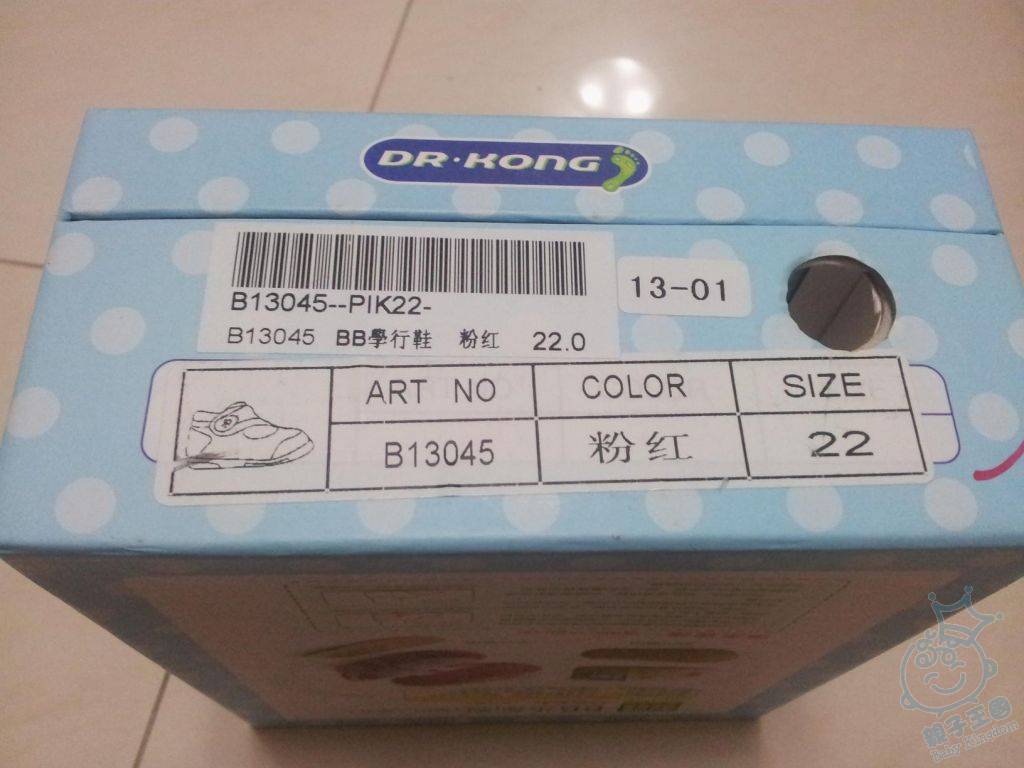 DR·KONG
B13045--PIK22-
B13045 BB學行鞋 粉红 22.0
13-01
ART NO COLOR SIZE
B13045 粉红 22
親子王國
Baby Kingdom